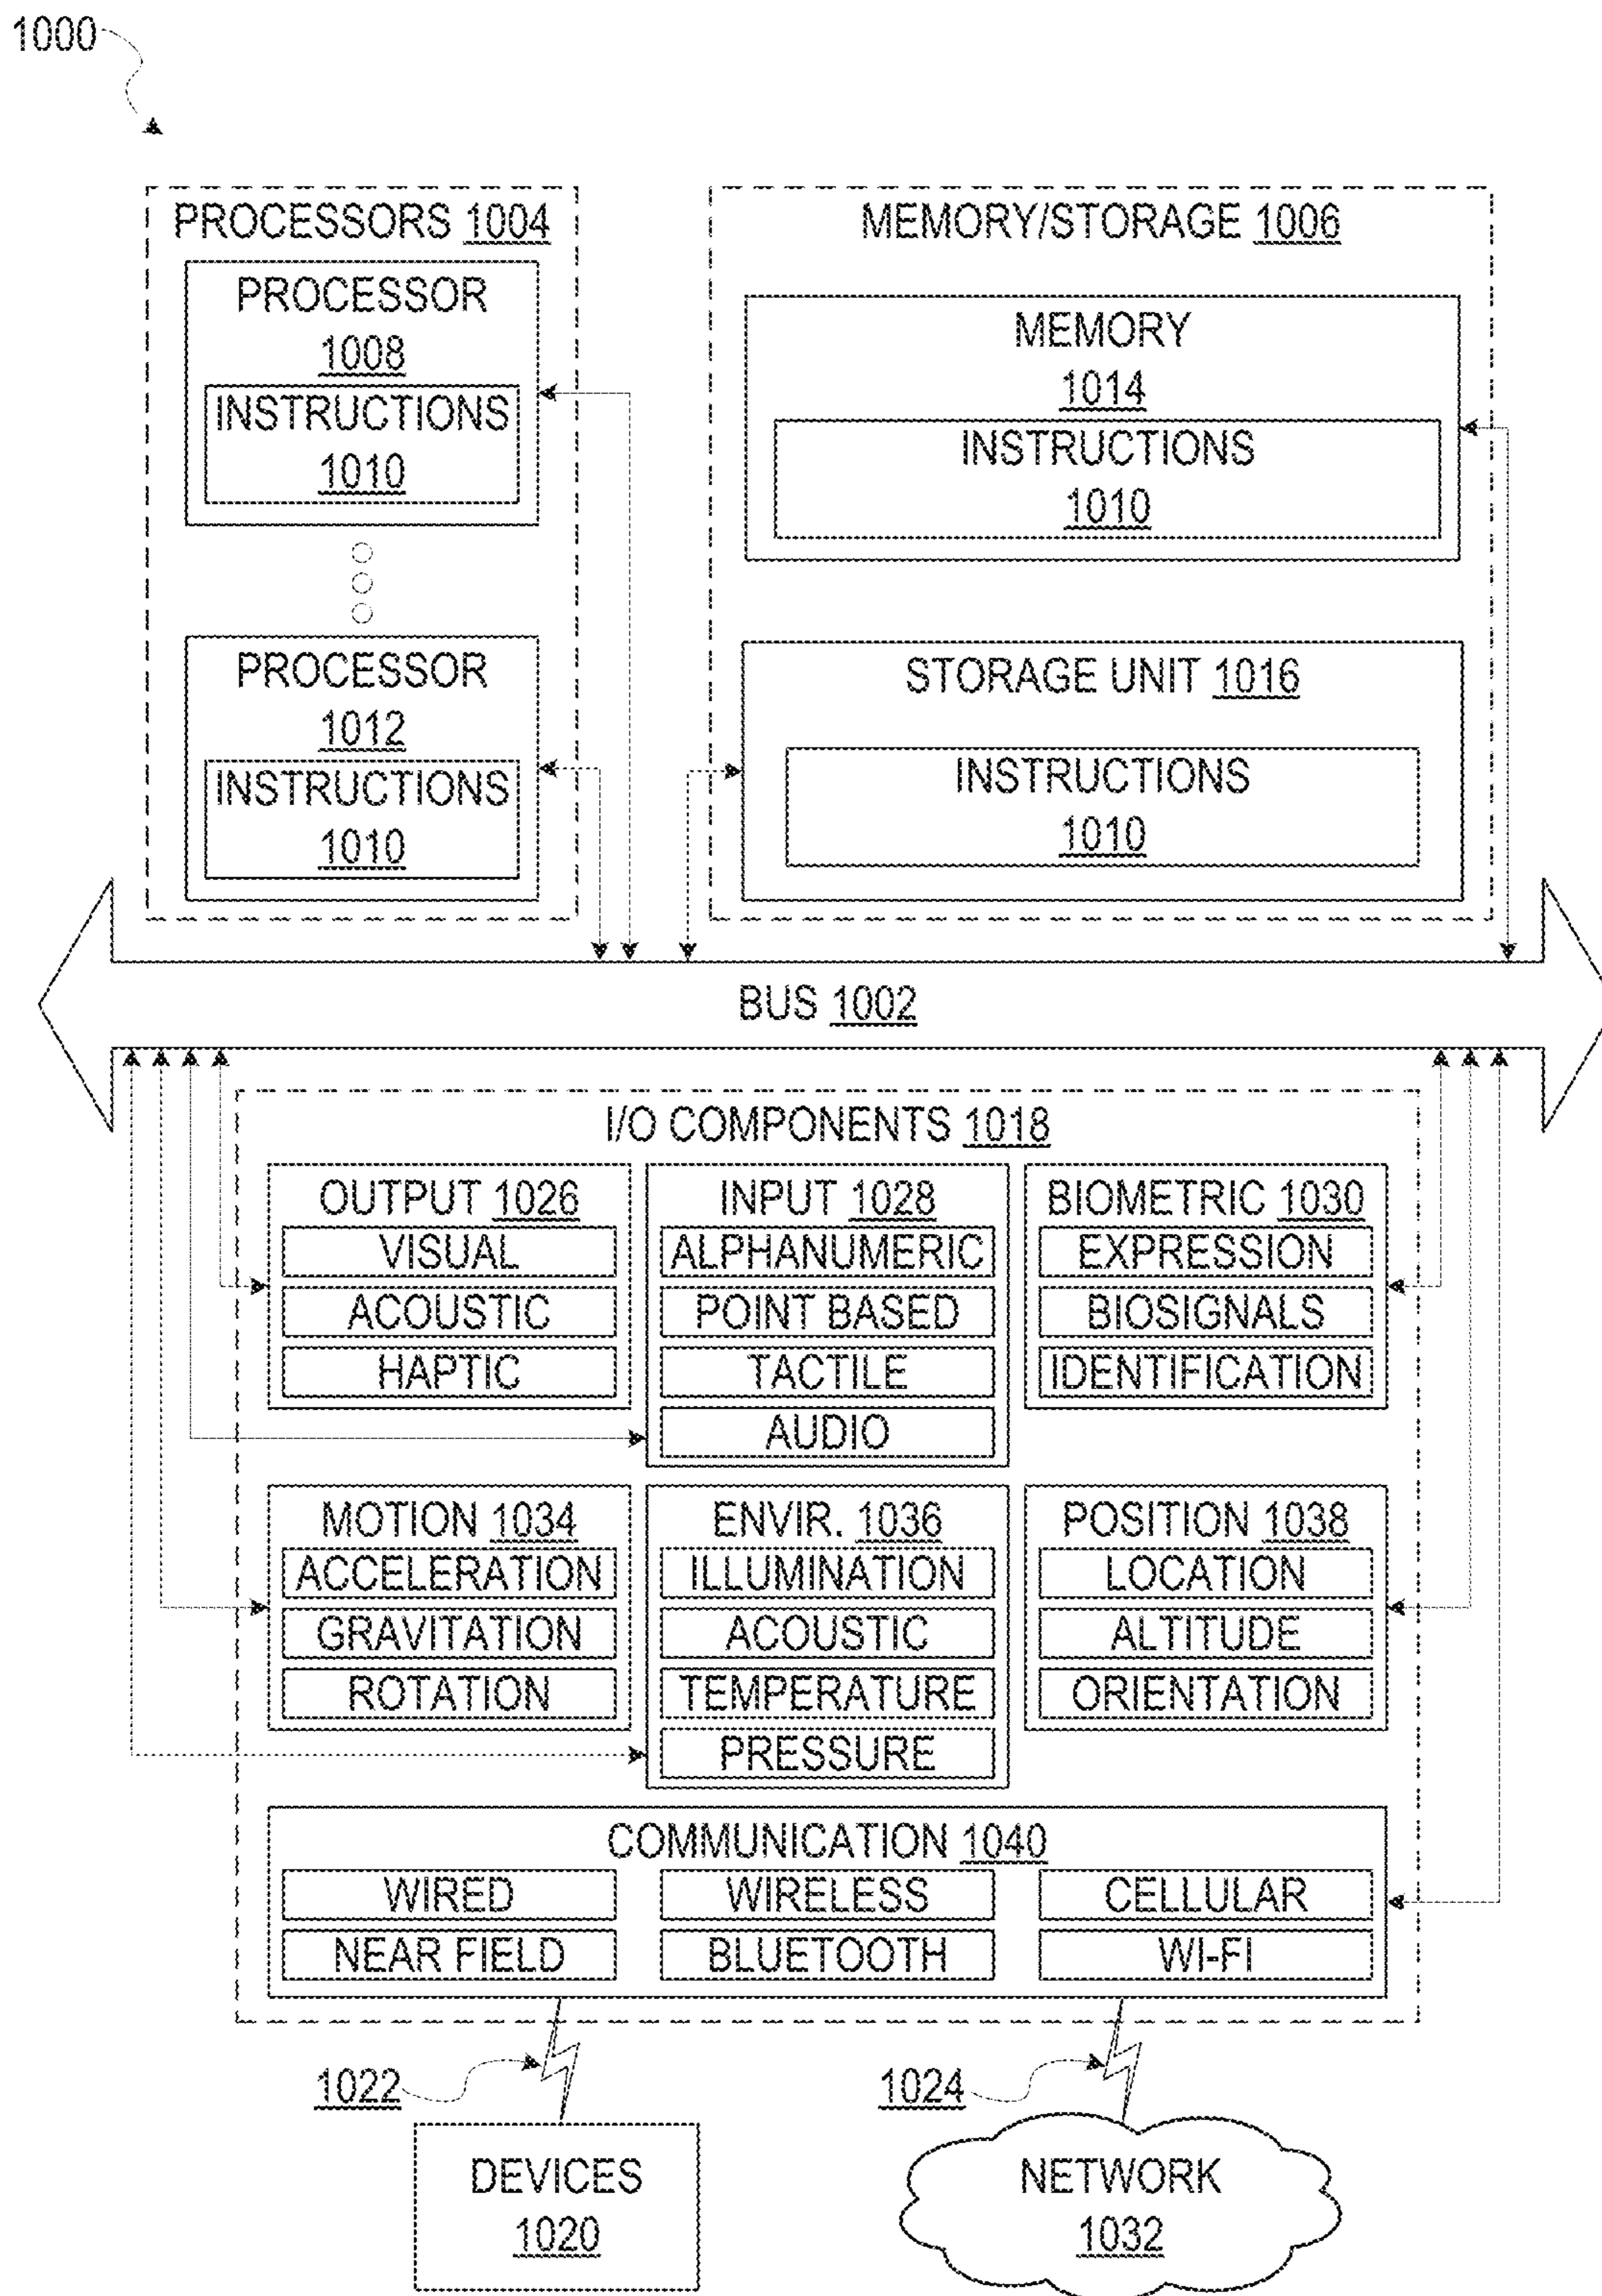 1000
PROCESSORS 1004
PROCESSOR
1008
INSTRUCTIONS
1010
PROCESSOR
1012
INSTRUCTIONS
1010
MEMORY/STORAGE 1006
MEMORY
1014
INSTRUCTIONS
1010
STORAGE UNIT 1016
INSTRUCTIONS
1010
BUS 1002
I/O COMPONENTS 1018
OUTPUT 1026
VISUAL
ACOUSTIC
HAPTIC
INPUT 1028
ALPHANUMERIC
POINT BASED
TACTILE
AUDIO
BIOMETRIC 1030
EXPRESSION
BIOSIGNALS
IDENTIFICATION
MOTION 1034
ACCELERATION
GRAVITATION
ROTATION
ENVIR. 1036
ILLUMINATION
ACOUSTIC
TEMPERATURE
PRESSURE
POSITION 1038
LOCATION
ALTITUDE
ORIENTATION
COMMUNICATION 1040
WIRED
WIRELESS
CELLULAR
NEAR FIELD
BLUETOOTH
WI-FI
1022
1024
DEVICES
1020
NETWORK
1032